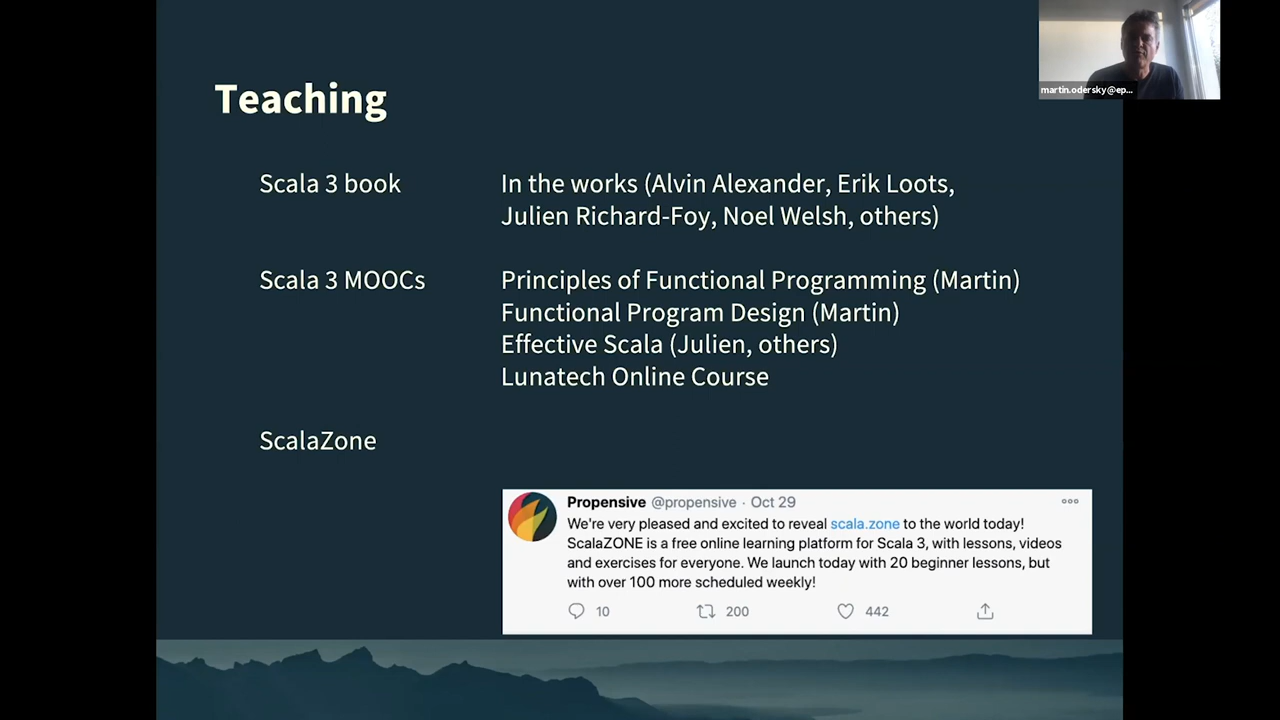 martin.odersky@ep...
Teaching
Scala 3 book
In the works (Alvin Alexander, Erik Loots,
Julien Richard-Foy, Noel Welsh, others)
Scala 3 MOOCs
Principles of Functional Programming (Martin)
Functional Program Design (Martin)
Effective Scala (Julien, others)
Lunatech Online Course
ScalaZone
Propensive @propensive · Oct 29
We're very pleased and excited to reveal scala.zone to the world today!
ScalaZONE is a free online learning platform for Scala 3, with lessons, videos
and exercises for everyone. We launch today with 20 beginner lessons, but
with over 100 more scheduled weekly!
10 200 442